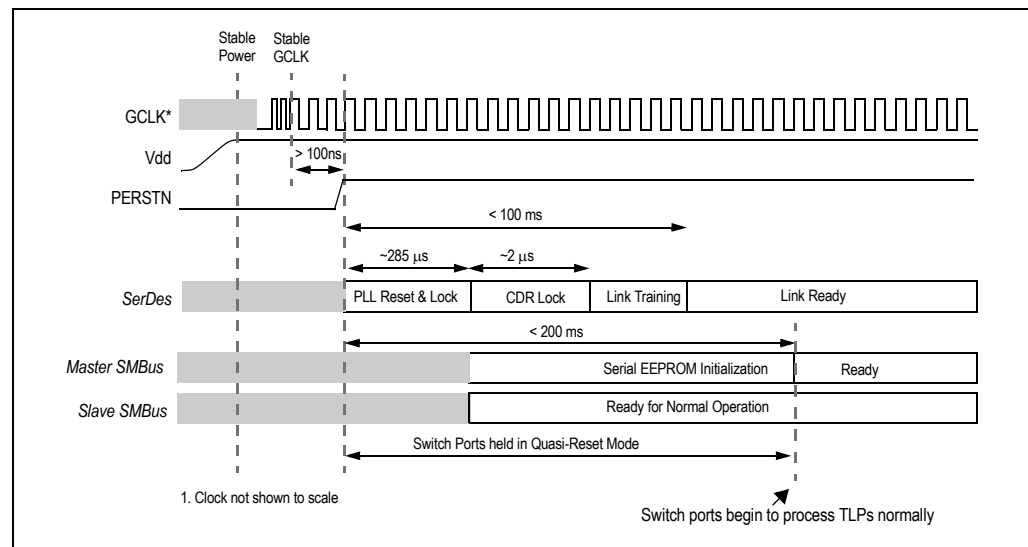 Stable
Power
Stable
GCLK
GCLK*
Vdd
> 100ns
PERSTN
< 100 ms
~285 µs
~2 µs
SerDes
PLL Reset & Lock
CDR Lock
Link Training
Link Ready
< 200 ms
Master SMBus
Serial EEPROM Initialization
Ready
Slave SMBus
Ready for Normal Operation
Switch Ports held in Quasi-Reset Mode
1. Clock not shown to scale
Switch ports begin to process TLPs normally